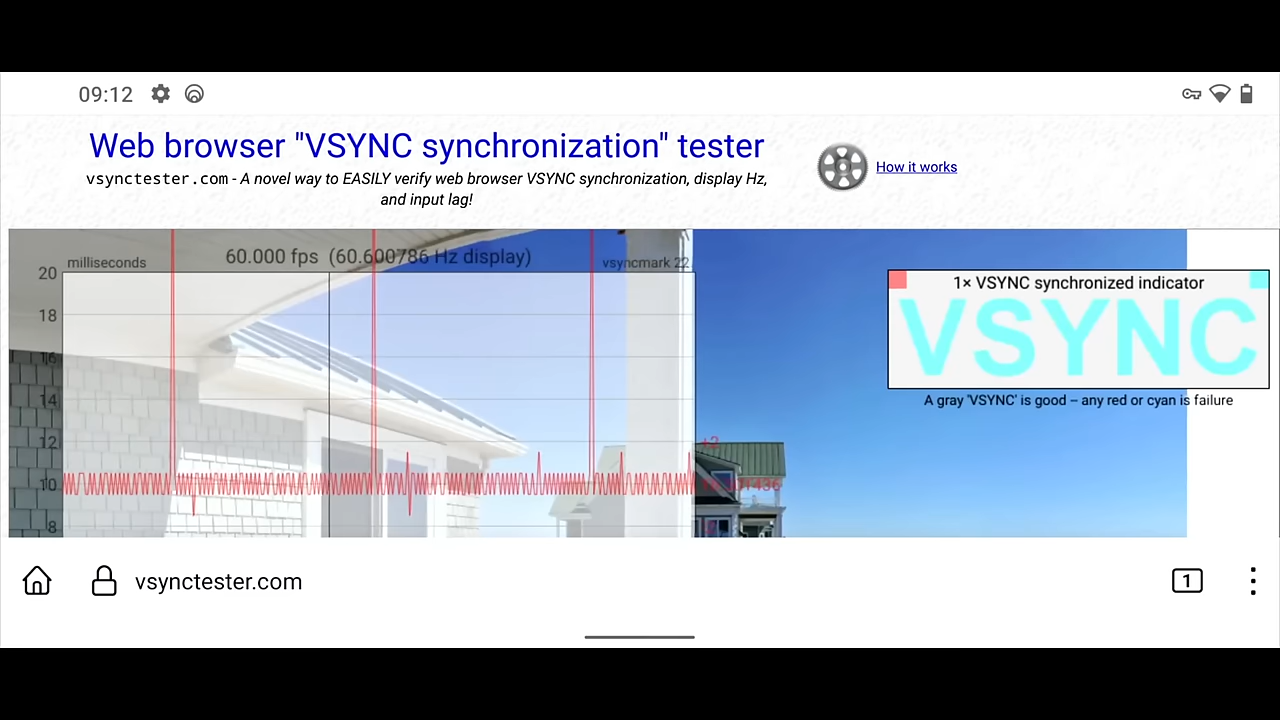 09:12
Web browser "VSYNC synchronization" tester
vsynctester.com - A novel way to EASILY verify web browser VSYNC synchronization, display Hz,
and input lag!
How it works
60.000 fps (60.600786 Hz display)
milliseconds
vsyncmark 22
20
18
16
14
12
10
8
+2
1× VSYNC synchronized indicator
VSYNC
A gray 'VSYNC' is good – any red or cyan is failure
vsynctester.com
1